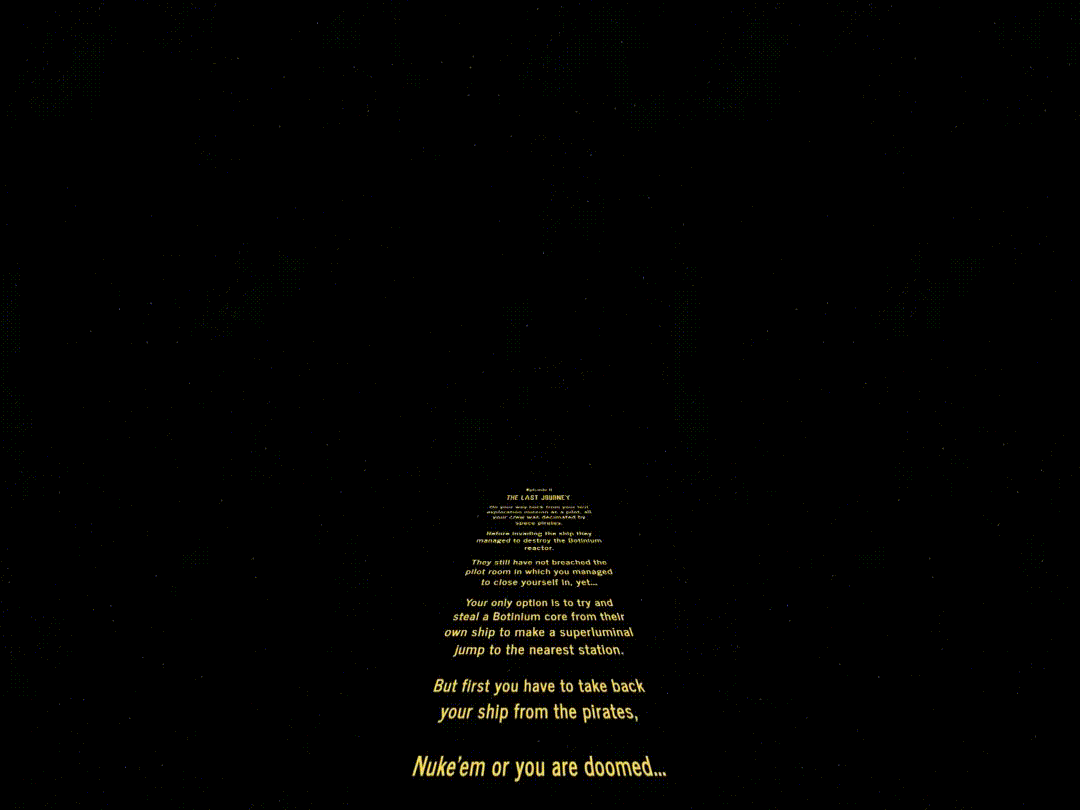 THE LAST JOURNEY
On your way back from your last
exploration mission as a pilot, all
your crew was decimated by
space pirates.
Before invading the ship they
managed to destroy the Botinium
reactor.
They still have not breached the
pilot room in which you managed
to close yourself in, yet...
Your only option is to try and
steal a Botinium core from their
own ship to make a superluminal
jump to the nearest station.
But first you have to take back
your ship from the pirates,
Nuke'em or you are doomed...